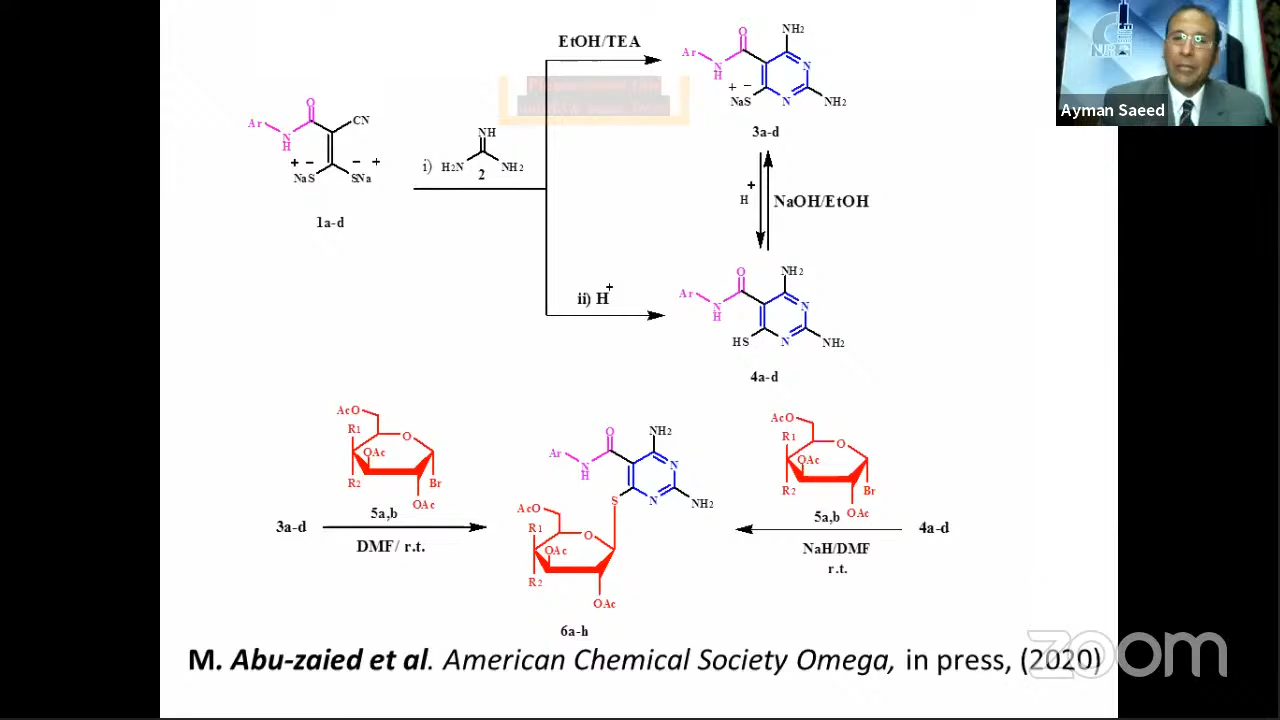 EtOH/TEA
O
Ar
N
H
NH2
N
N
NH2
+ −
NaS
3a-d
O
Ar
N
H
CN
+ − − +
NaS
SNa
1a-d
i)
NH
H2N
NH2
2
+
H
NaOH/EtOH
ii) H+
O
Ar
N
H
NH2
N
N
NH2
HS
4a-d
AcO
R1
O
OAc
R2
Br
OAc
5a,b
3a-d
DMF/ r.t.
O
Ar
N
H
NH2
N
N
NH2
S
AcO
R1
O
OAc
R2
OAc
6a-h
AcO
R1
O
OAc
R2
Br
OAc
5a,b
4a-d
NaH/DMF
r.t.
M. Abu-zaied et al. American Chemical Society Omega, in press, (2020)
Ayman Saeed
zoom